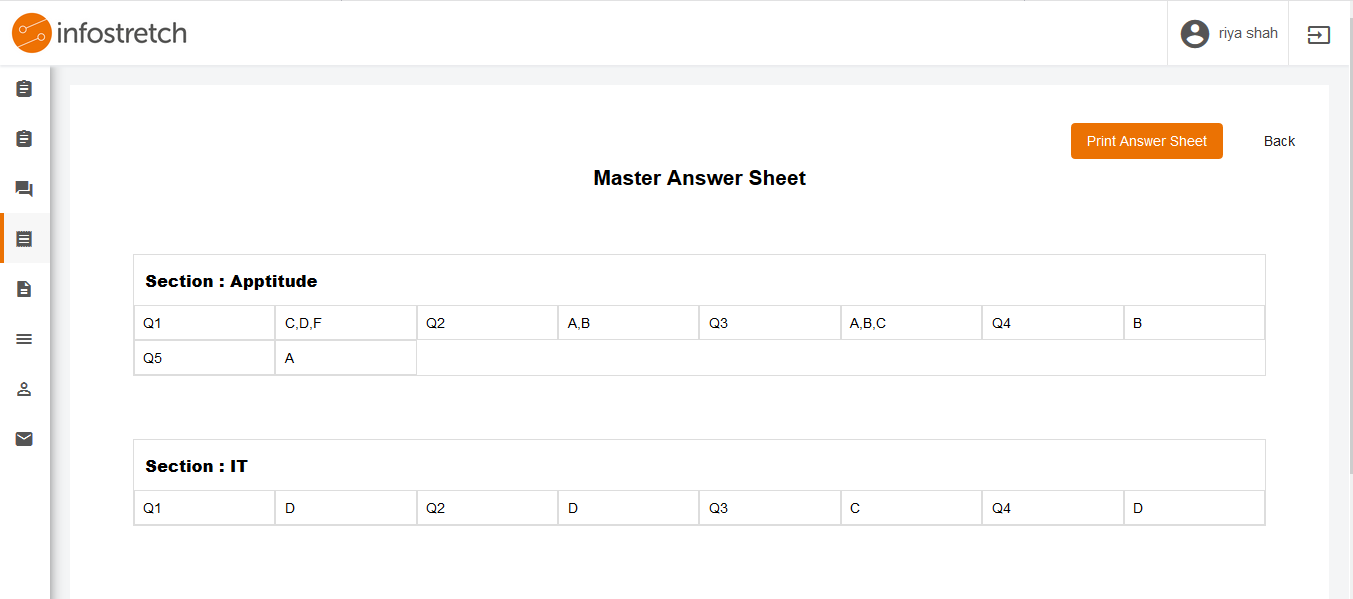 infostretch
riya shah
Print Answer Sheet
Back
Master Answer Sheet
Section : Apptitude
Q1 C,D,F Q2 A,B Q3 A,B,C Q4 B
Q5 A
Section : IT
Q1 D Q2 D Q3 C Q4 D